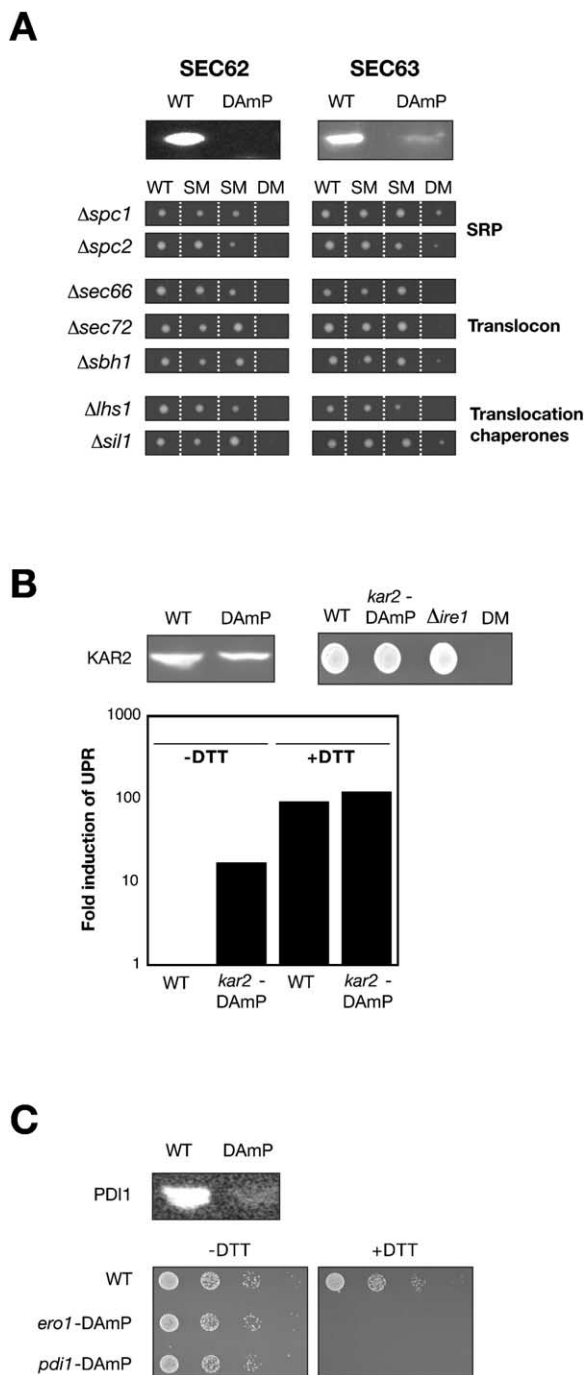 A
SEC62 SEC63
WT DAmP WT DAmP
WT SM SM DM WT SM SM DM
Δspc1
SRP
Δspc2
Δsec66
Δsec72 Translocon
Δsbh1
Δlhs1
Translocation
chaperones
Δsil1
B
WT DAmP
KAR2
WT kar2 -
DAmP Δire1 DM
1000
-DTT +DTT
100
10
1
Fold induction of UPR
WT kar2 -
DAmP WT kar2 -
DAmP
C
WT DAmP
PDI1
-DTT +DTT
WT
ero1-DAmP
pdi1-DAmP